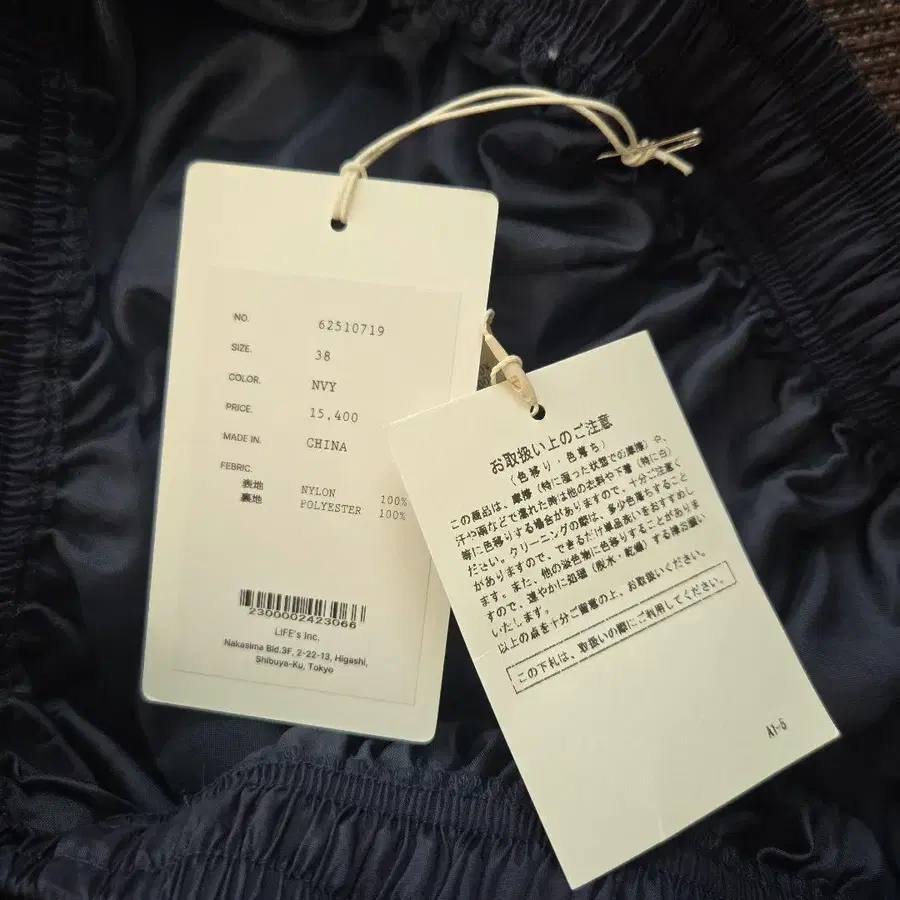 NO. 62510719
SIZE. 38
COLOR. NVY
PRICE. 15,400
MADE IN. CHINA
FEBRIC.
表地 NYLON 100%
裏地 POLYESTER 100%
2300002423066
LIFE's Inc.
Nakasima Bld.3F, 2-22-13, Higashi,
Shibuya-Ku, Tokyo
お取扱い上のご注意
(色移り・色落ち)
この商品は、摩擦(特に湿った状態での摩擦)や、
汗や雨などで濡れた時は他の衣料や下着(特に白)
等に色移りする場合がありますので、十分ご注意く
ださい。クリーニングの際は、多少色落ちすること
がありますので、できるだけ単品洗いをおすすめし
ます。また、他の淡色物に色移りすることがありま
すので、速やかに処理(脱水・乾燥)する様お願い
いたします。
以上の点を十分ご留意の上、お取扱いください。
この下札は、取扱いの際にご利用してください。
AI-5